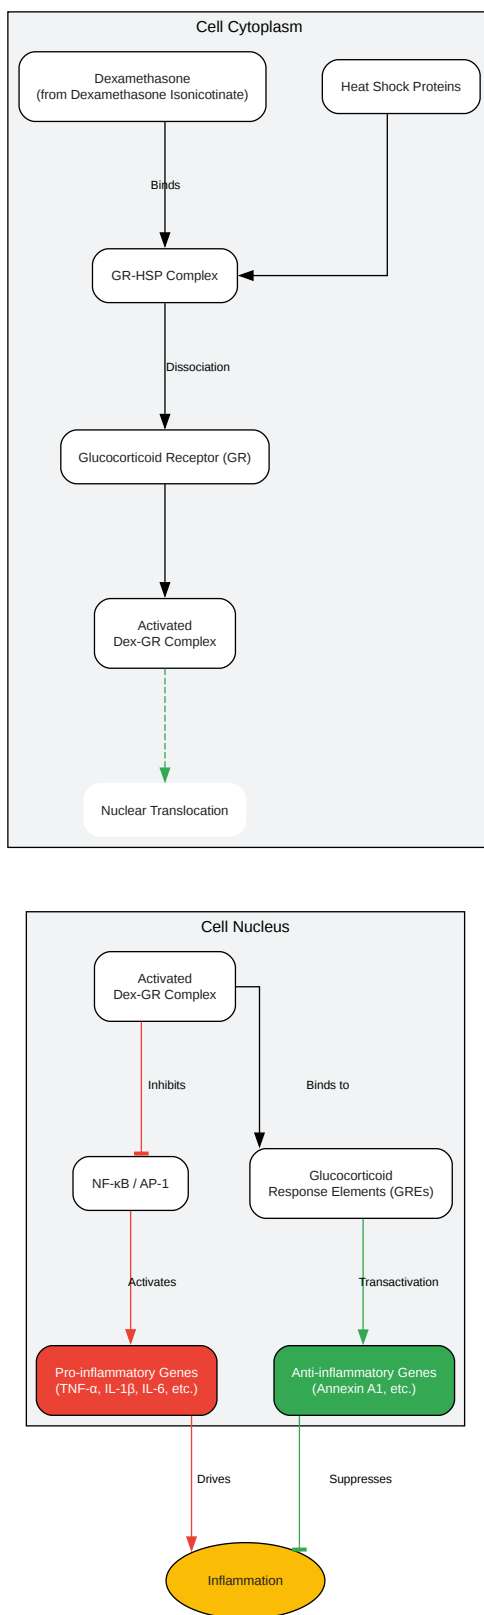 Cell Cytoplasm
Dexamethasone
(from Dexamethasone Isonicotinate)
Heat Shock Proteins
Binds
GR-HSP Complex
Dissociation
Glucocorticoid Receptor (GR)
Activated
Dex-GR Complex
Nuclear Translocation
Cell Nucleus
Activated
Dex-GR Complex
Inhibits
Binds to
NF-κB / AP-1
Glucocorticoid
Response Elements (GREs)
Activates
Transactivation
Pro-inflammatory Genes
(TNF-α, IL-1β, IL-6, etc.)
Anti-inflammatory Genes
(Annexin A1, etc.)
Drives
Suppresses
Inflammation